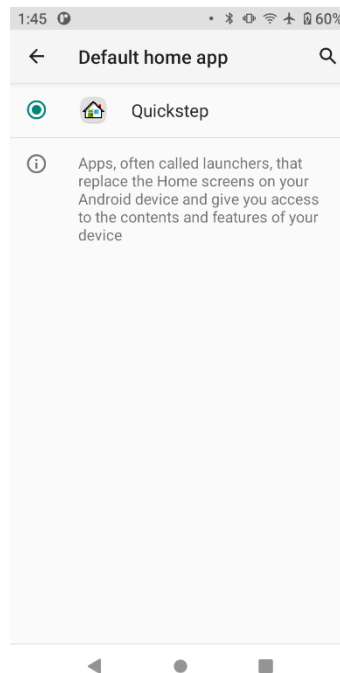 1:45 60%
Default home app
Quickstep
Apps, often called launchers, that
replace the Home screens on your
Android device and give you access
to the contents and features of your
device